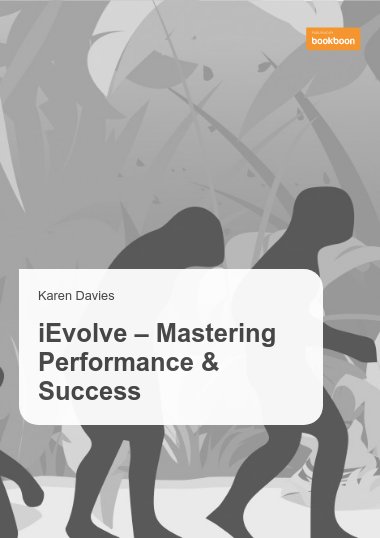 bookboon
Karen Davies
iEvolve – Mastering
Performance &
Success